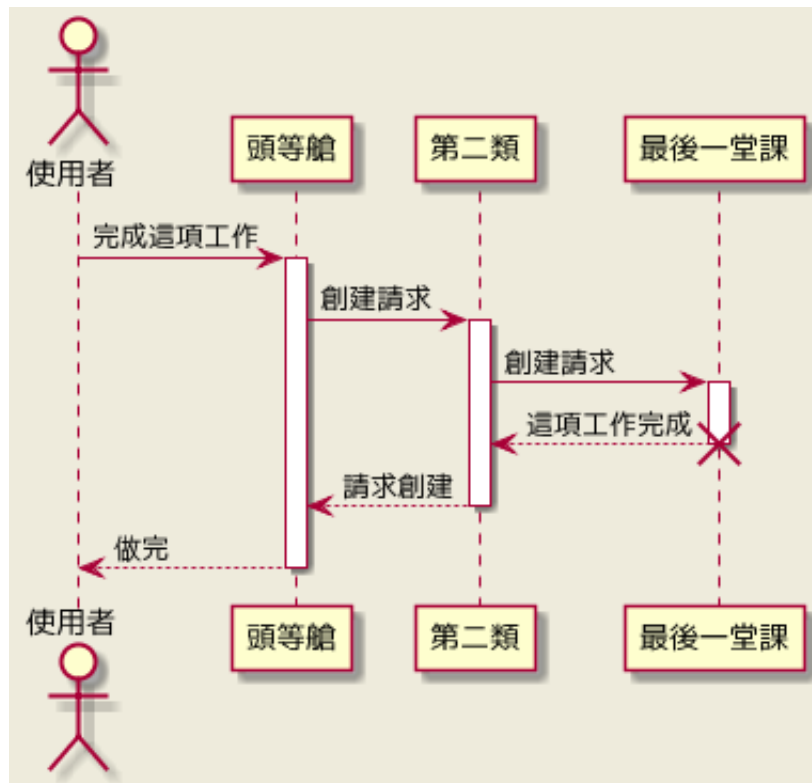 使用者
頭等艙
第二類
最後一堂課
完成這項工作
創建請求
創建請求
這項工作完成
請求創建
做完
使用者
頭等艙
第二類
最後一堂課